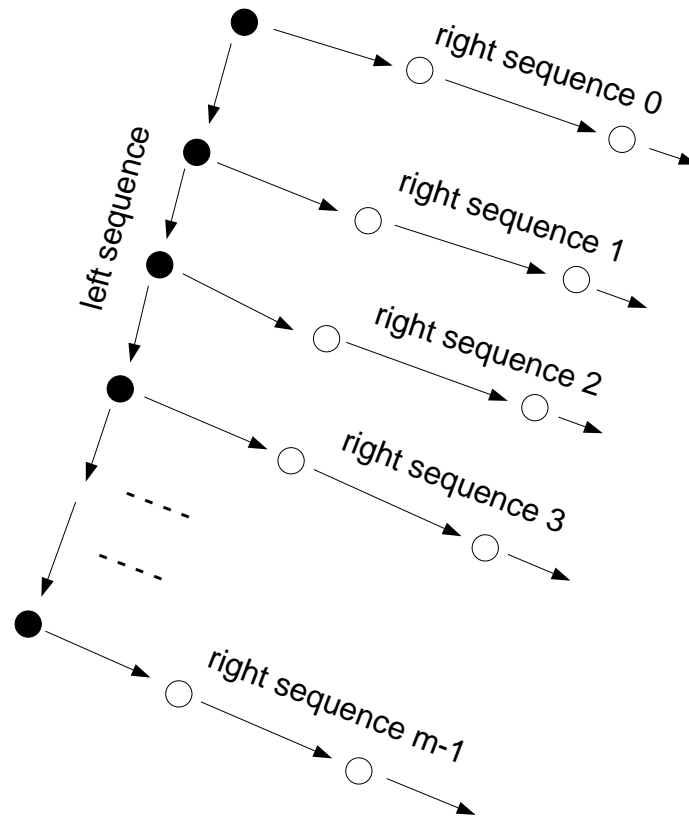 right sequence 0
left sequence
right sequence 1
right sequence 2
right sequence 3
right sequence m-1